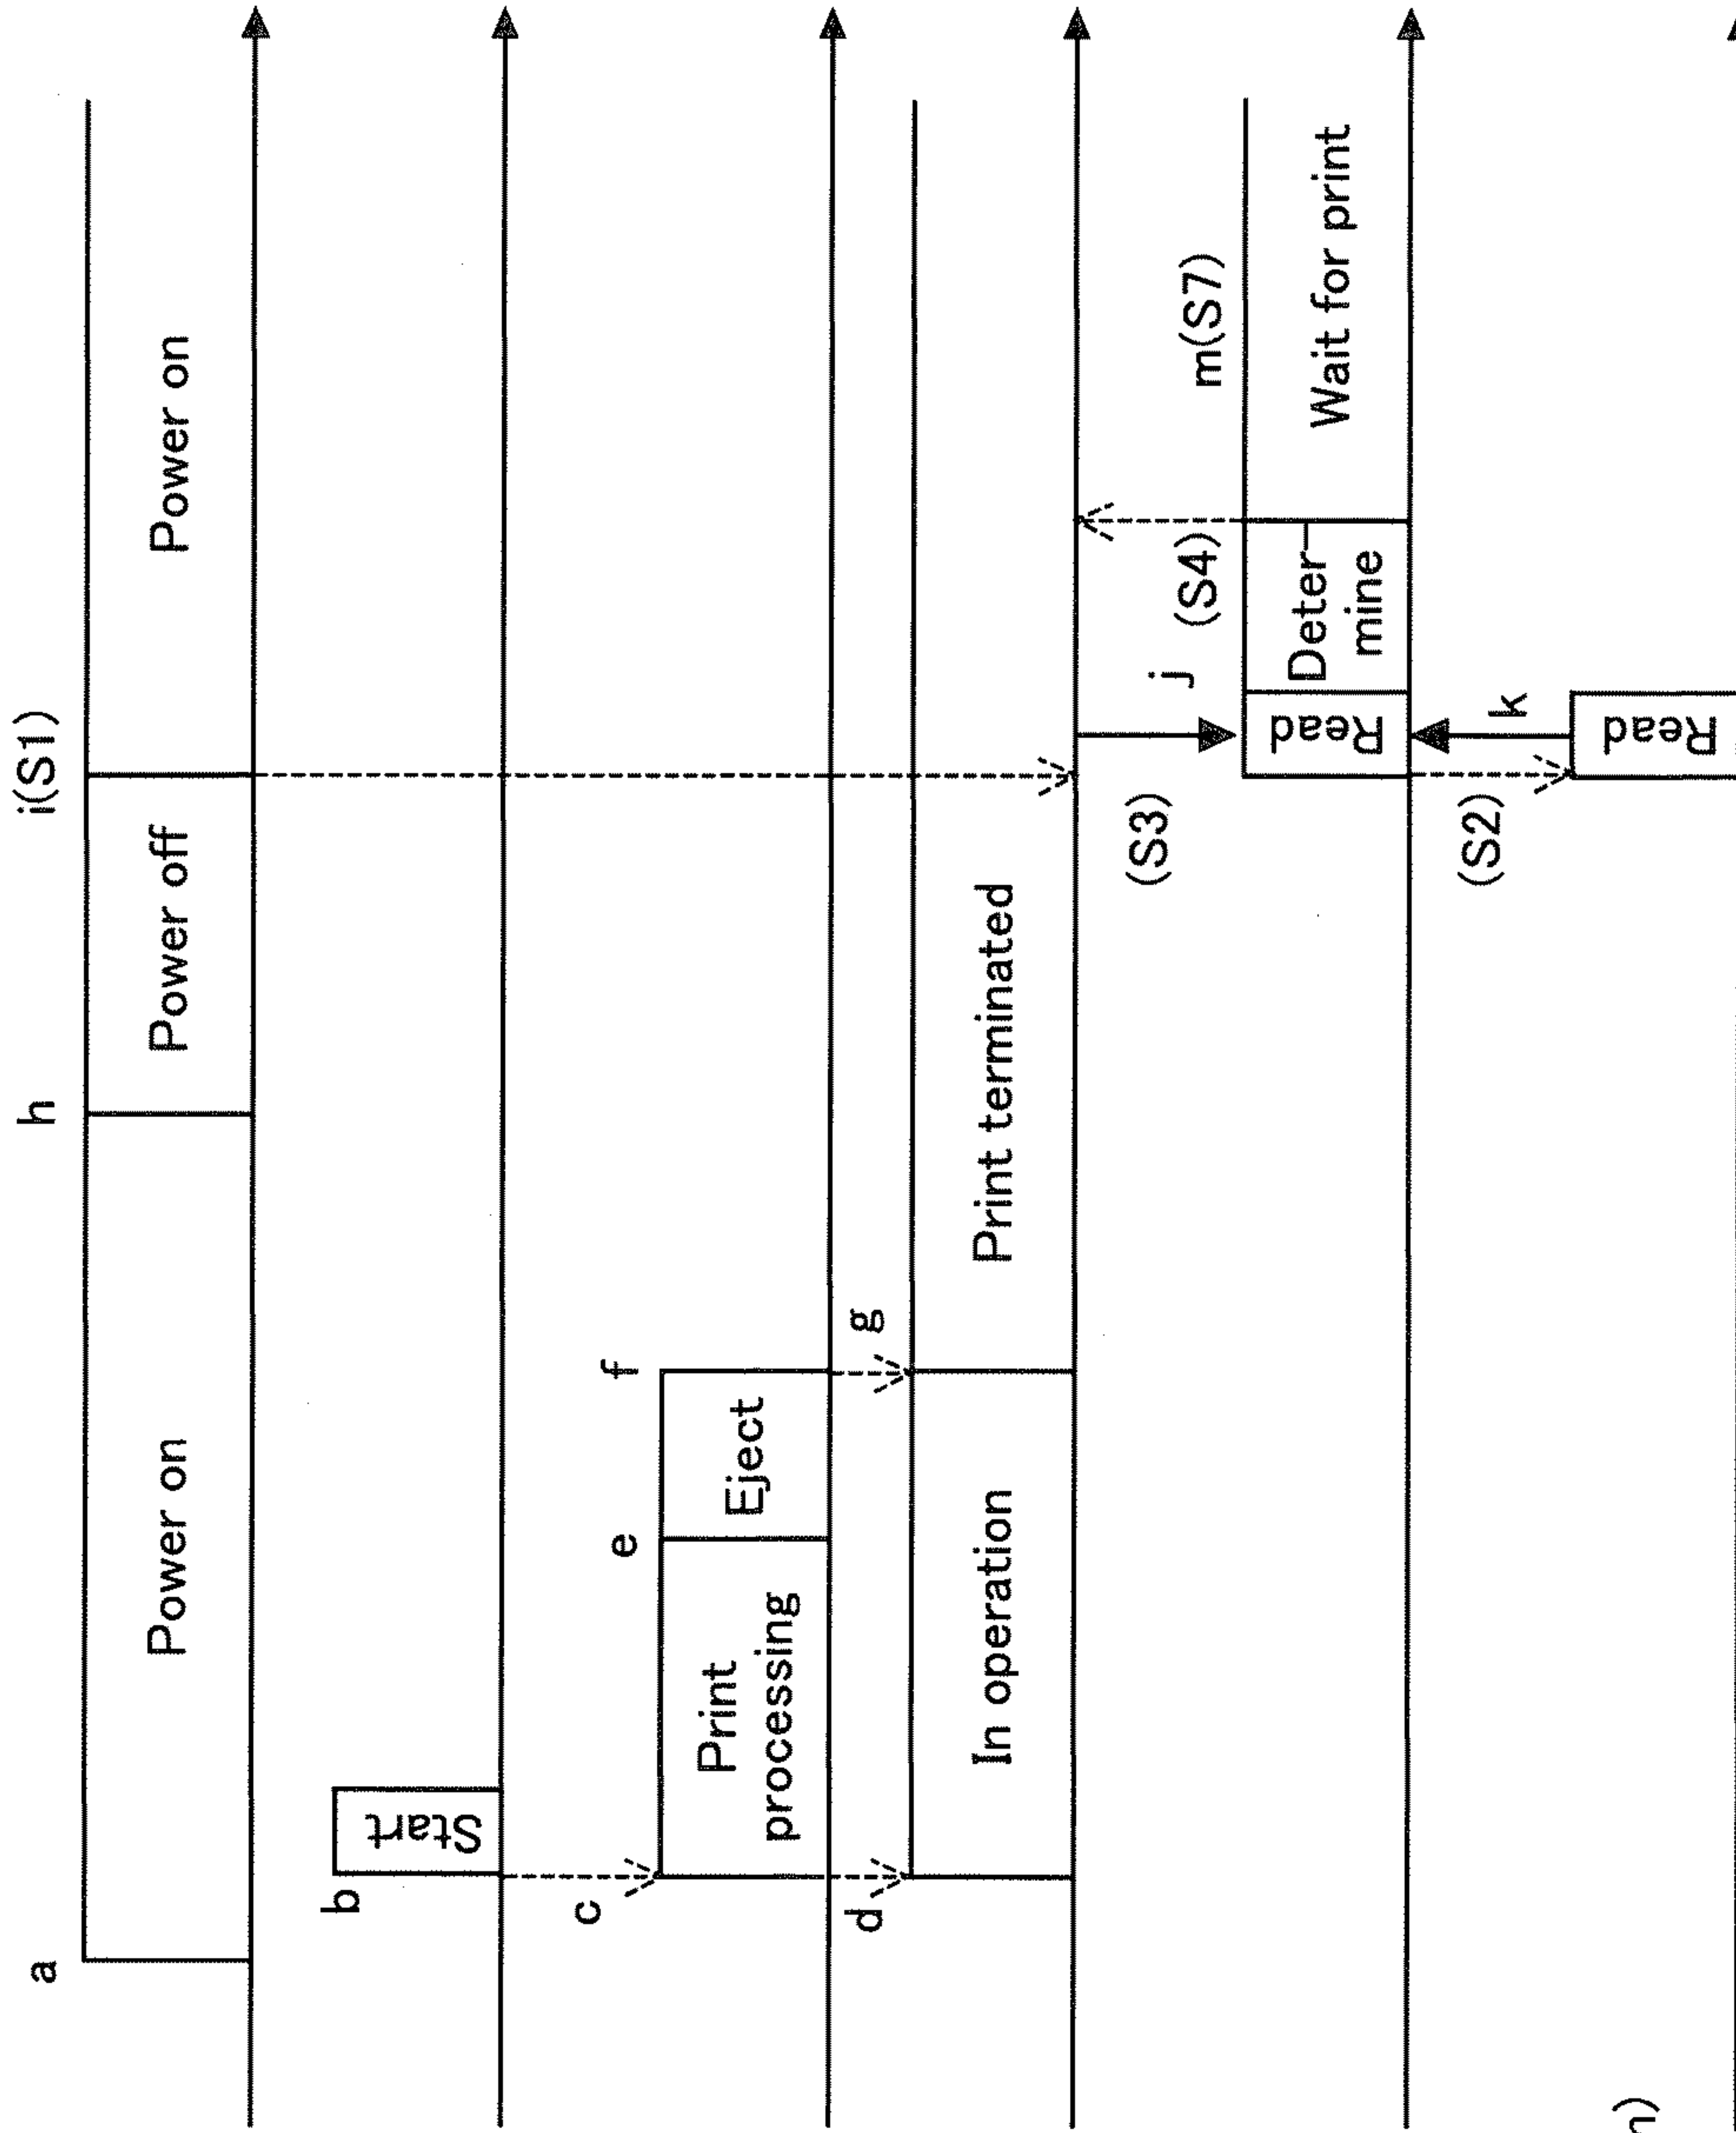 a
Power on
h
Power off
i(S1)
Power on
b
Start
c
Print
processing
e
Eject
f
d
In operation
g
Print terminated
(S3)
j
(S4)
m(S7)
Read
Deter-
mine
Wait for print
(S2)
k
Read
n)